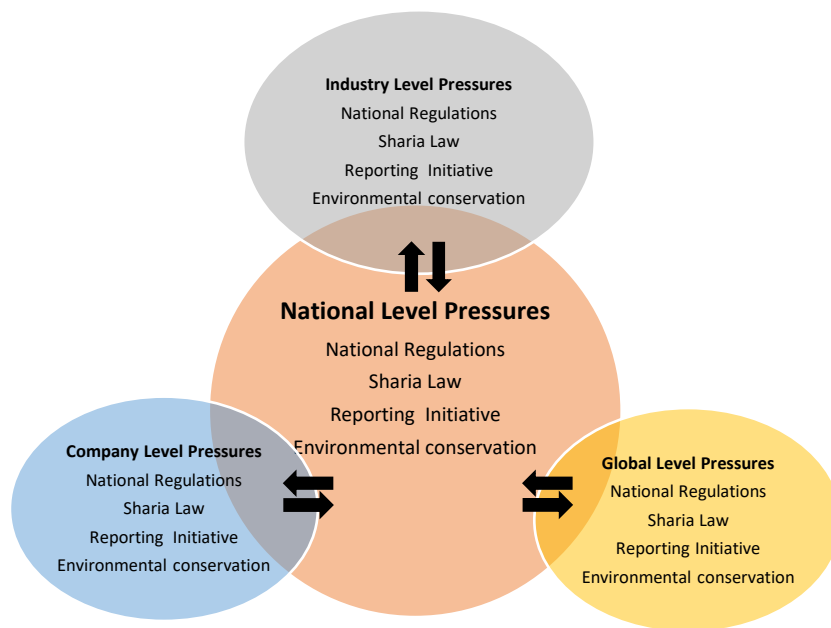 Industry Level Pressures
National Regulations
Sharia Law
Reporting Initiative
Environmental conservation
National Level Pressures
National Regulations
Sharia Law
Reporting Initiative
Environmental conservation
Company Level Pressures
National Regulations
Sharia Law
Reporting Initiative
Environmental conservation
Global Level Pressures
National Regulations
Sharia Law
Reporting Initiative
Environmental conservation